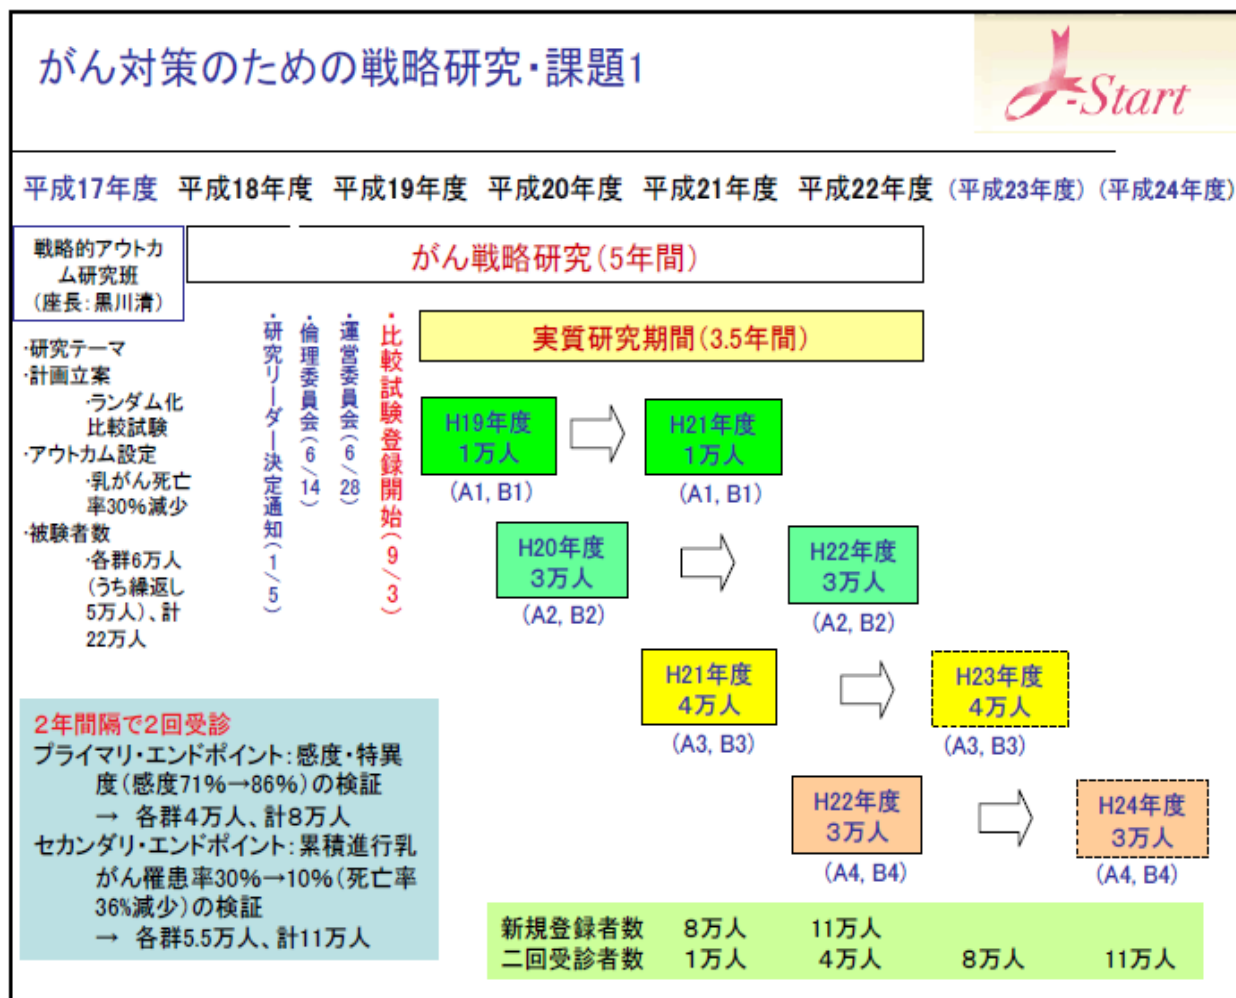 がん対策のための戦略研究・課題1
J-Start
平成17年度 平成18年度 平成19年度 平成20年度 平成21年度 平成22年度 (平成23年度) (平成24年度)
戦略的アウトカ
ム研究班
(座長:黒川清)
がん戦略研究(5年間)
・研究テーマ
・計画立案
・ランダム化
比較試験
・アウトカム設定
・乳がん死亡
率30%減少
・被験者数
・各群6万人
(うち繰返し
5万人)、計
22万人
・研究リーダー決定通知(1/5)
・倫理委員会(6/14)
・運営委員会(6/28)
・比較試験登録開始(9/3)
実質研究期間(3.5年間)
H19年度
1万人
(A1, B1)
H21年度
1万人
(A1, B1)
H20年度
3万人
(A2, B2)
H22年度
3万人
(A2, B2)
H21年度
4万人
(A3, B3)
H23年度
4万人
(A3, B3)
H22年度
3万人
(A4, B4)
H24年度
3万人
(A4, B4)
2年間隔で2回受診
プライマリ・エンドポイント:感度・特異
度(感度71%→86%)の検証
→ 各群4万人、計8万人
セカンダリ・エンドポイント:累積進行乳
がん罹患率30%→10%(死亡率
36%減少)の検証
→ 各群5.5万人、計11万人
新規登録者数 8万人 11万人
二回受診者数 1万人 4万人 8万人 11万人